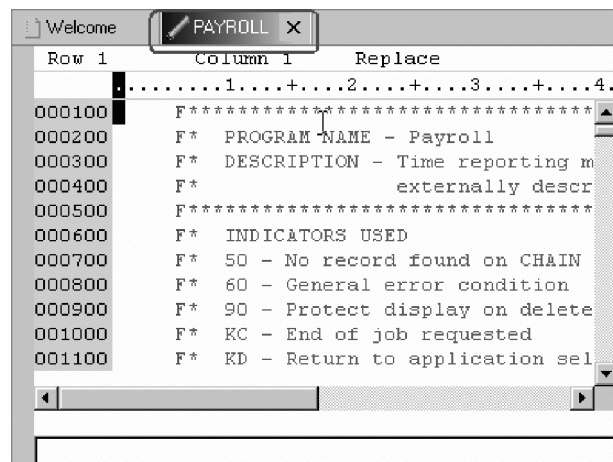 Welcome PAYROLL X
Row 1 Column 1 Replace
.........1....+....2....+....3....+....4.
000100 F**********************************
000200 F* PROGRAM NAME - Payroll
000300 F* DESCRIPTION - Time reporting m
000400 F* externally descr
000500 F**********************************
000600 F* INDICATORS USED
000700 F* 50 - No record found on CHAIN
000800 F* 60 - General error condition
000900 F* 90 - Protect display on delete
001000 F* KC - End of job requested
001100 F* KD - Return to application sel